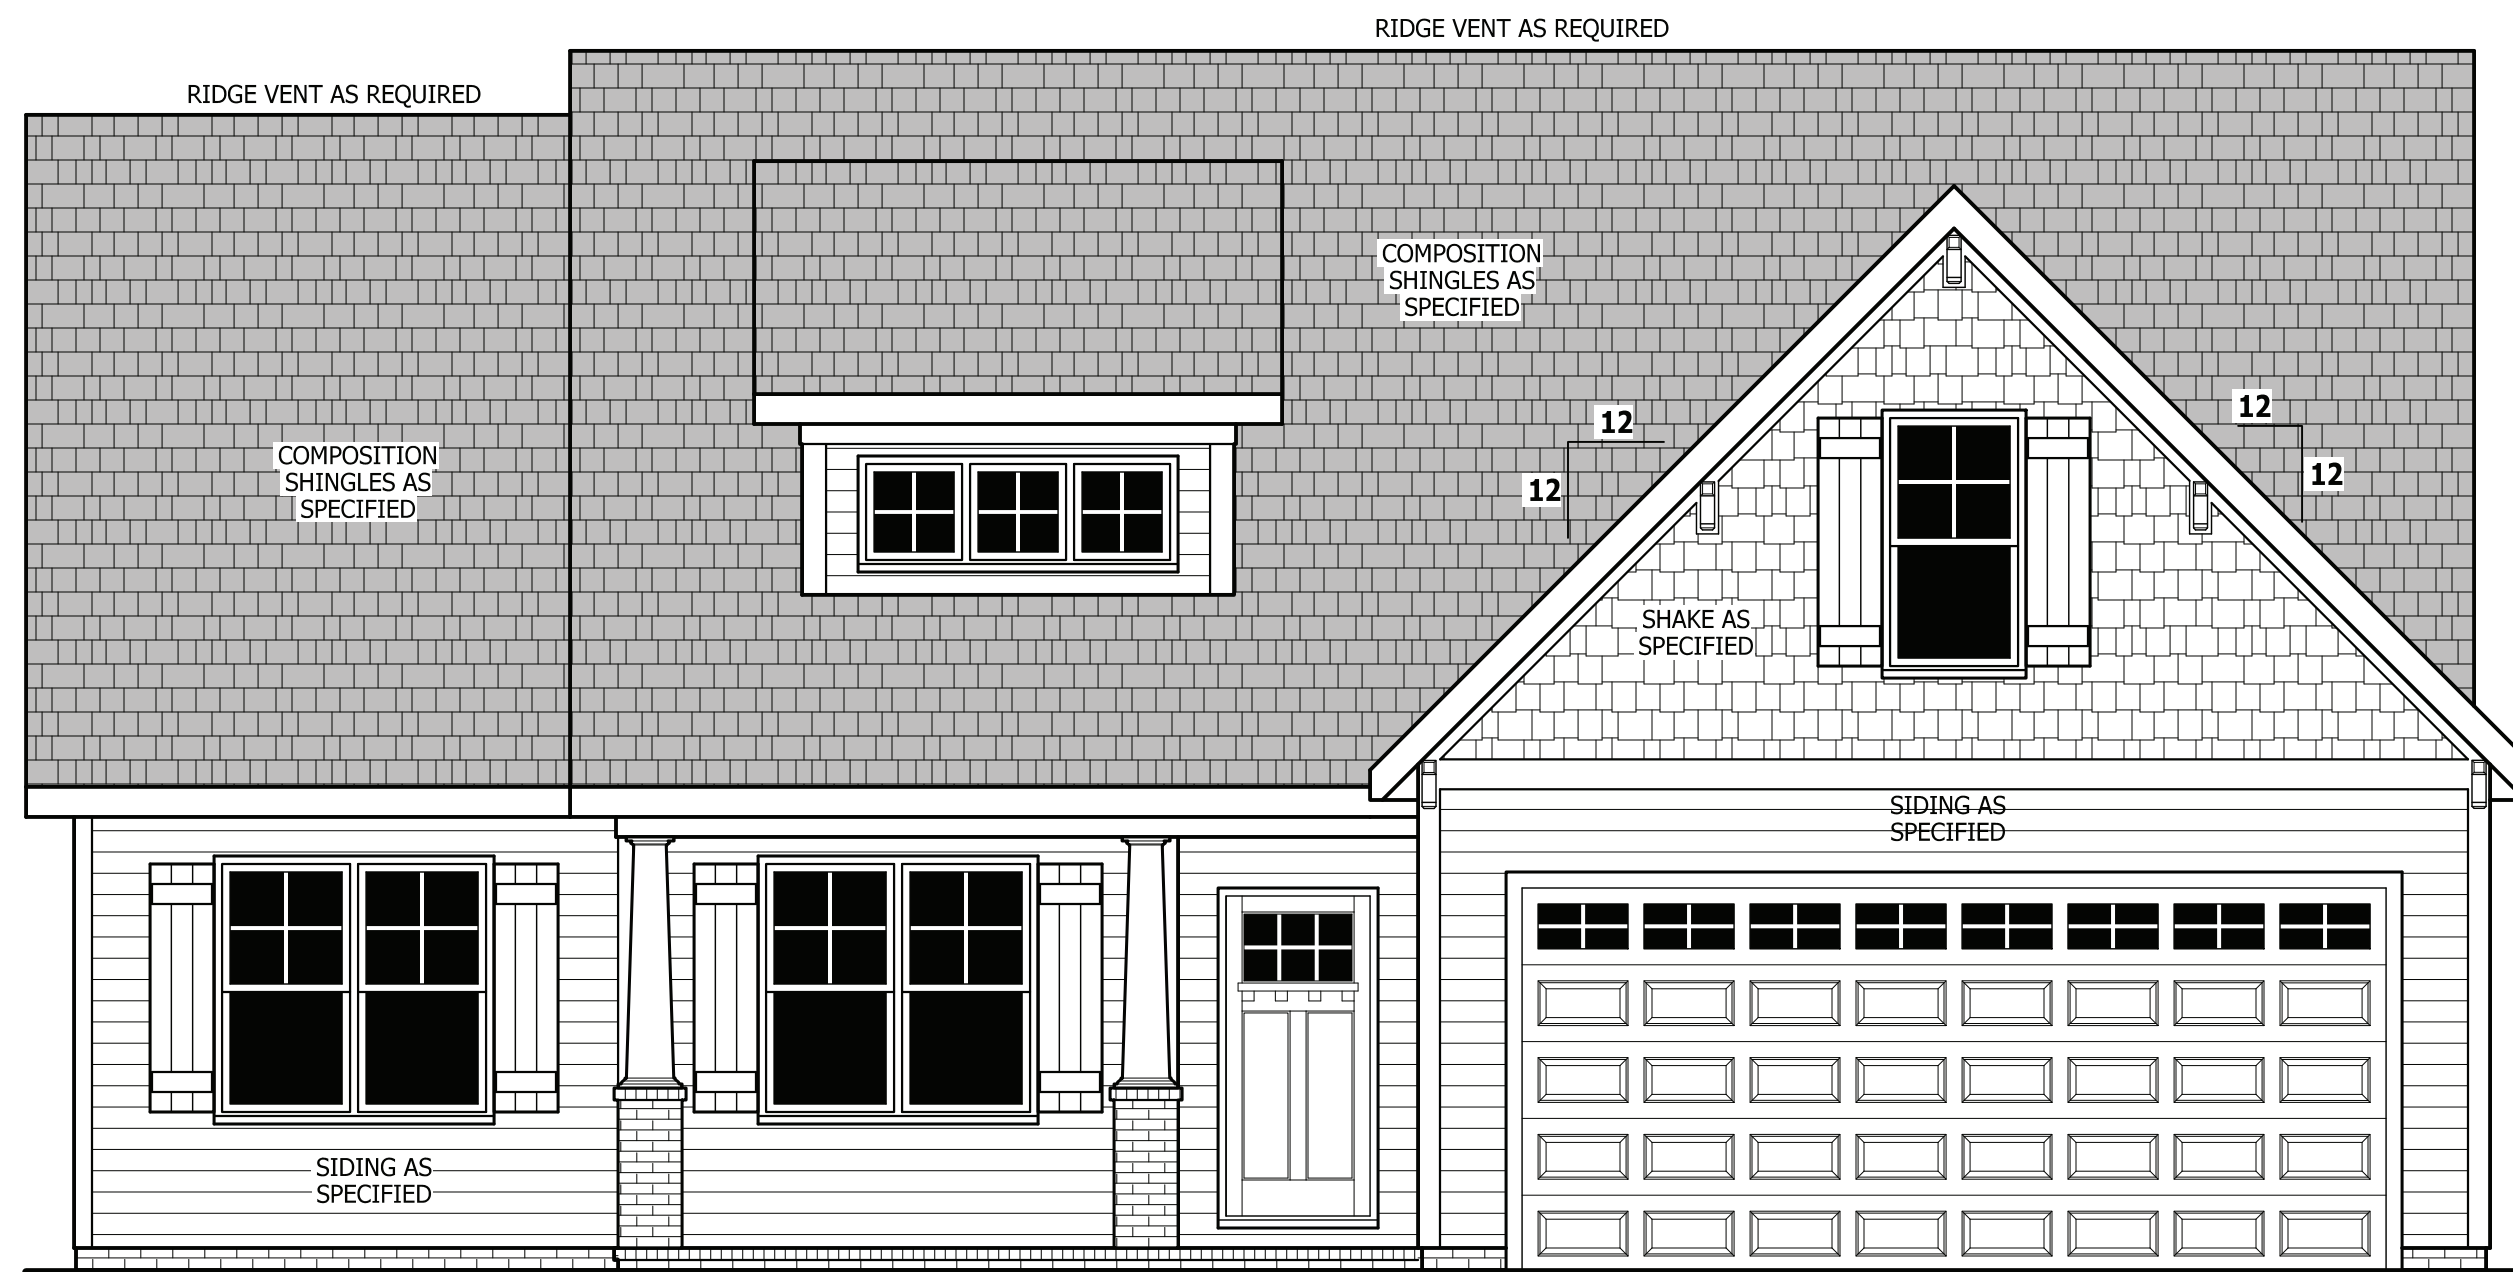 RIDGE VENT AS REQUIRED
RIDGE VENT AS REQUIRED
COMPOSITION
SHINGLES AS
SPECIFIED
COMPOSITION
SHINGLES AS
SPECIFIED
12
12
12
12
SHAKE AS
SPECIFIED
SIDING AS
SPECIFIED
SIDING AS
SPECIFIED